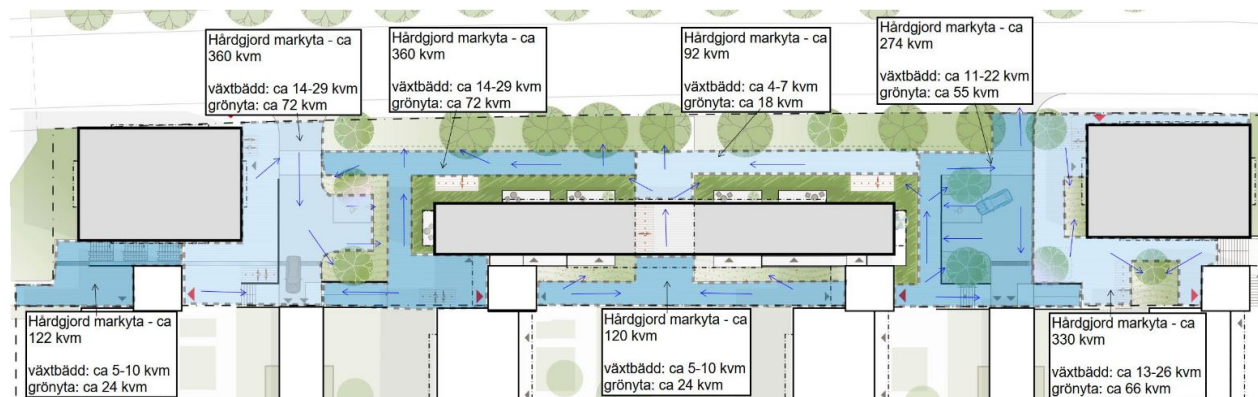 Hårdgjord markyta - ca
360 kvm
växtbädd: ca 14-29 kvm
grönyta: ca 72 kvm
Hårdgjord markyta - ca
360 kvm
växtbädd: ca 14-29 kvm
grönyta: ca 72 kvm
Hårdgjord markyta - ca
92 kvm
växtbädd: ca 4-7 kvm
grönyta: ca 18 kvm
Hårdgjord markyta - ca
274 kvm
växtbädd: ca 11-22 kvm
grönyta: ca 55 kvm
Hårdgjord markyta - ca
122 kvm
växtbädd: ca 5-10 kvm
grönyta: ca 24 kvm
Hårdgjord markyta - ca
120 kvm
växtbädd: ca 5-10 kvm
grönyta: ca 24 kvm
Hårdgjord markyta - ca
330 kvm
växtbädd: ca 13-26 kvm
grönyta: ca 66 kvm